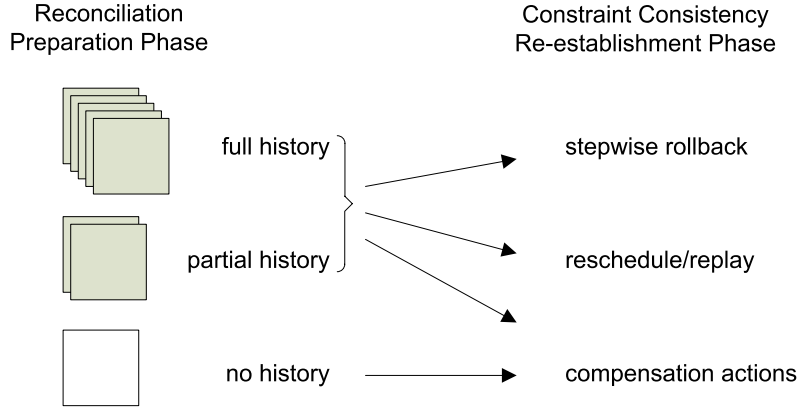 Reconciliation
Preparation Phase
Constraint Consistency
Re-establishment Phase
full history
stepwise rollback
partial history
reschedule/replay
no history
compensation actions